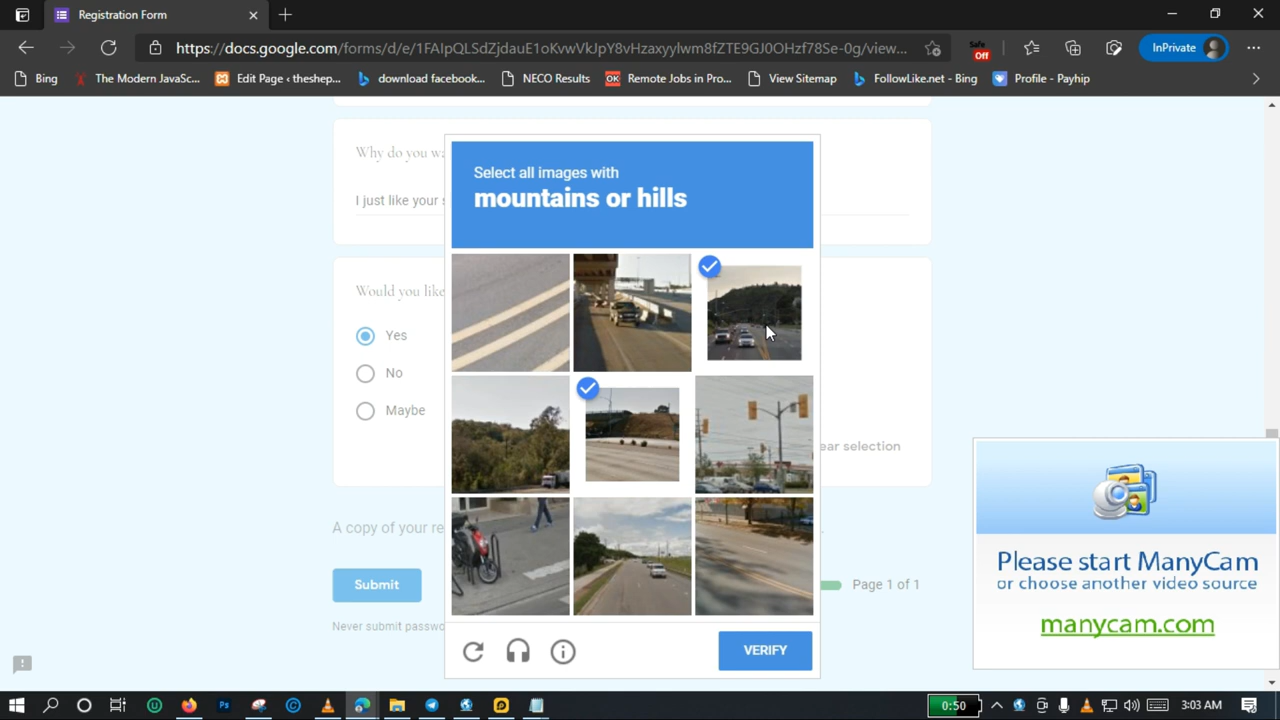 Registration Form
https://docs.google.com/forms/d/e/1FAIpQLSdZjdauE1oKvwVkJpY8vHzaxyylwm8fZTE9GJ0OHzf78Se-0g/view...
Safe
Off
InPrivate
Bing
The Modern JavaSc...
Edit Page ‹ theshep...
download facebook...
NECO Results
Remote Jobs in Pro...
View Sitemap
FollowLike.net - Bing
Profile - Payhip
Why do you wa
I just like your s
Select all images with
mountains or hills
Would you like
Yes
No
Maybe
ear selection
A copy of your re
Submit
Page 1 of 1
Never submit passwo
VERIFY
Please start ManyCam
or choose another video source
manycam.com
0:50
3:03 AM